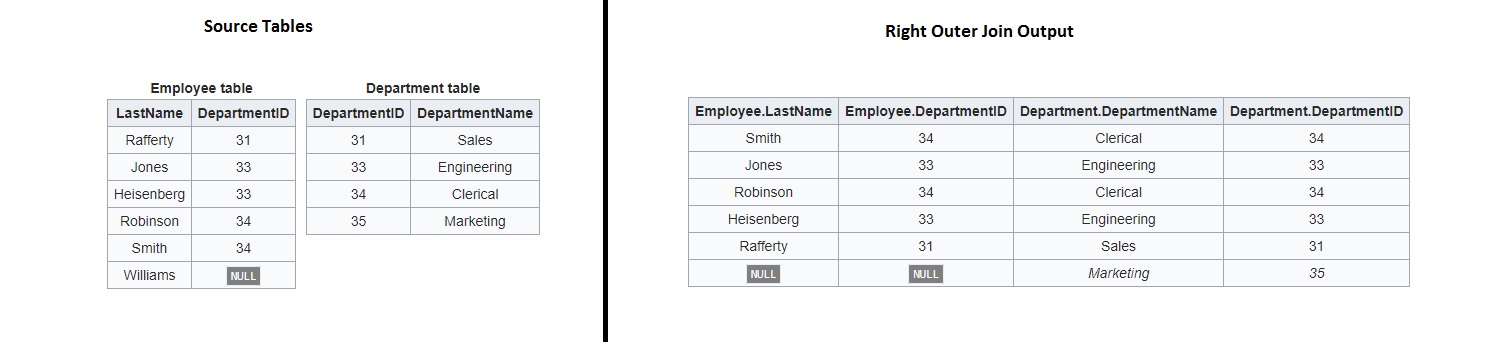 Source Tables
Employee table
LastName DepartmentID
Rafferty 31
Jones 33
Heisenberg 33
Robinson 34
Smith 34
Williams NULL
Department table
DepartmentID DepartmentName
31 Sales
33 Engineering
34 Clerical
35 Marketing
Right Outer Join Output
Employee.LastName Employee.DepartmentID Department.DepartmentName Department.DepartmentID
Smith 34 Clerical 34
Jones 33 Engineering 33
Robinson 34 Clerical 34
Heisenberg 33 Engineering 33
Rafferty 31 Sales 31
NULL NULL Marketing 35